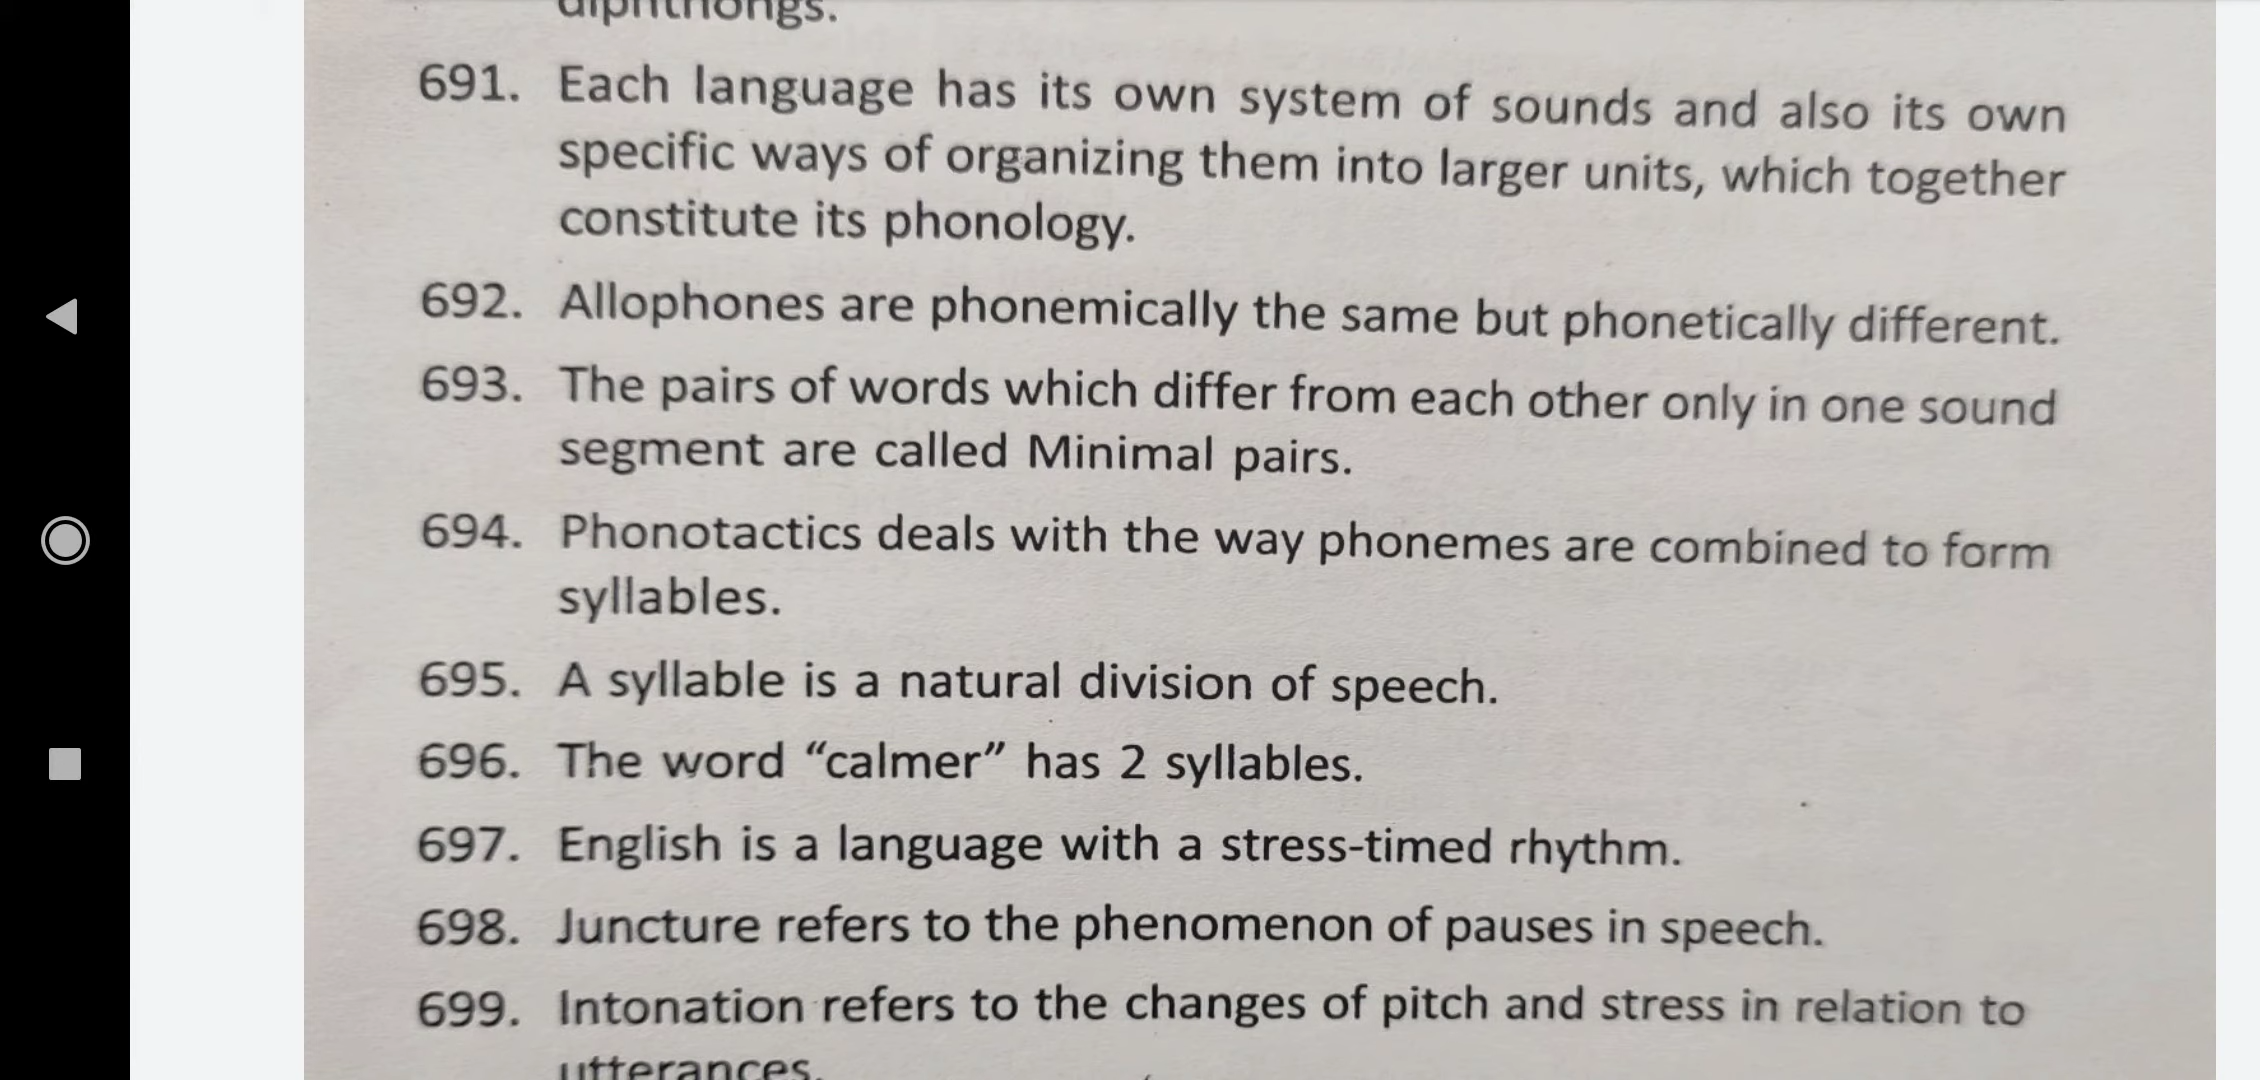 diphthongs.
691. Each language has its own system of sounds and also its own
specific ways of organizing them into larger units, which together
constitute its phonology.
692. Allophones are phonemically the same but phonetically different.
693. The pairs of words which differ from each other only in one sound
segment are called Minimal pairs.
694. Phonotactics deals with the way phonemes are combined to form
syllables.
695. A syllable is a natural division of speech.
696. The word “calmer” has 2 syllables.
697. English is a language with a stress-timed rhythm.
698. Juncture refers to the phenomenon of pauses in speech.
699. Intonation refers to the changes of pitch and stress in relation to
utterances.